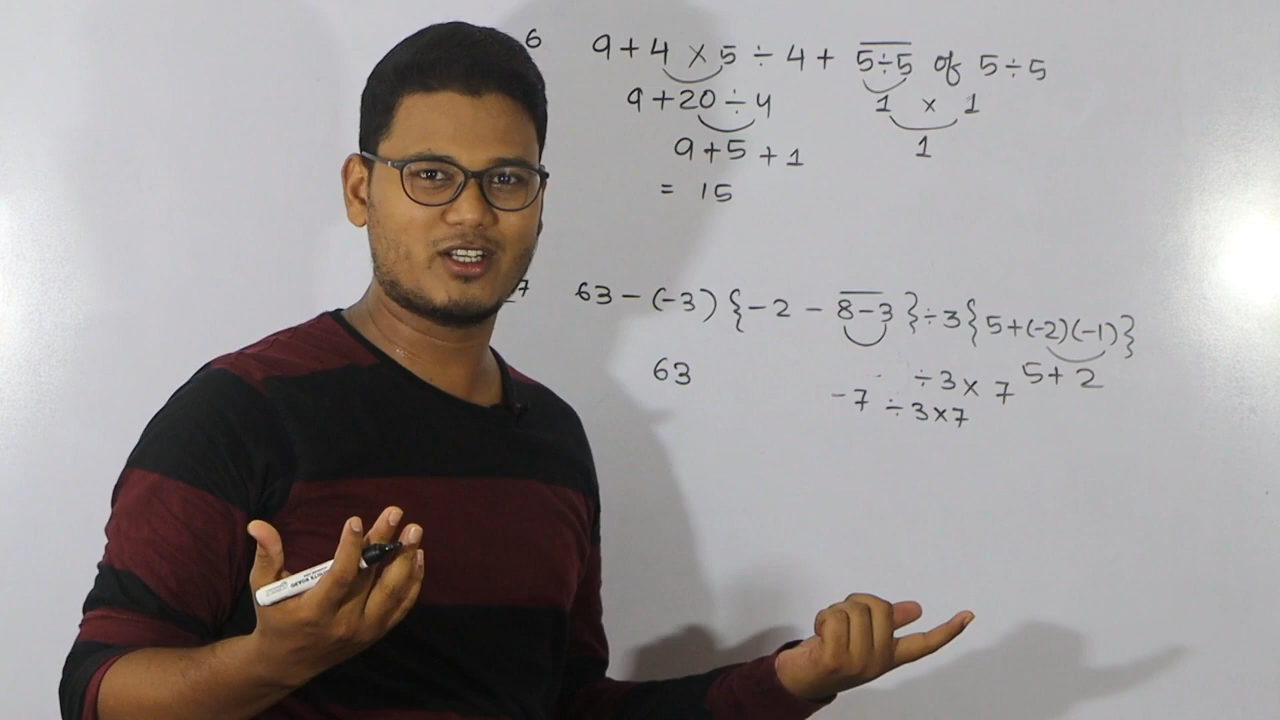 6 9+4 × 5 ÷ 4 + 5÷5 of 5÷5
9+20÷4 1 × 1
9+5+1 1
= 15
7 63 - (-3) {-2 - 8-3 } ÷ 3 { 5+(-2)(-1)}
63 ÷ 3 × 7 5+2
-7 ÷ 3×7